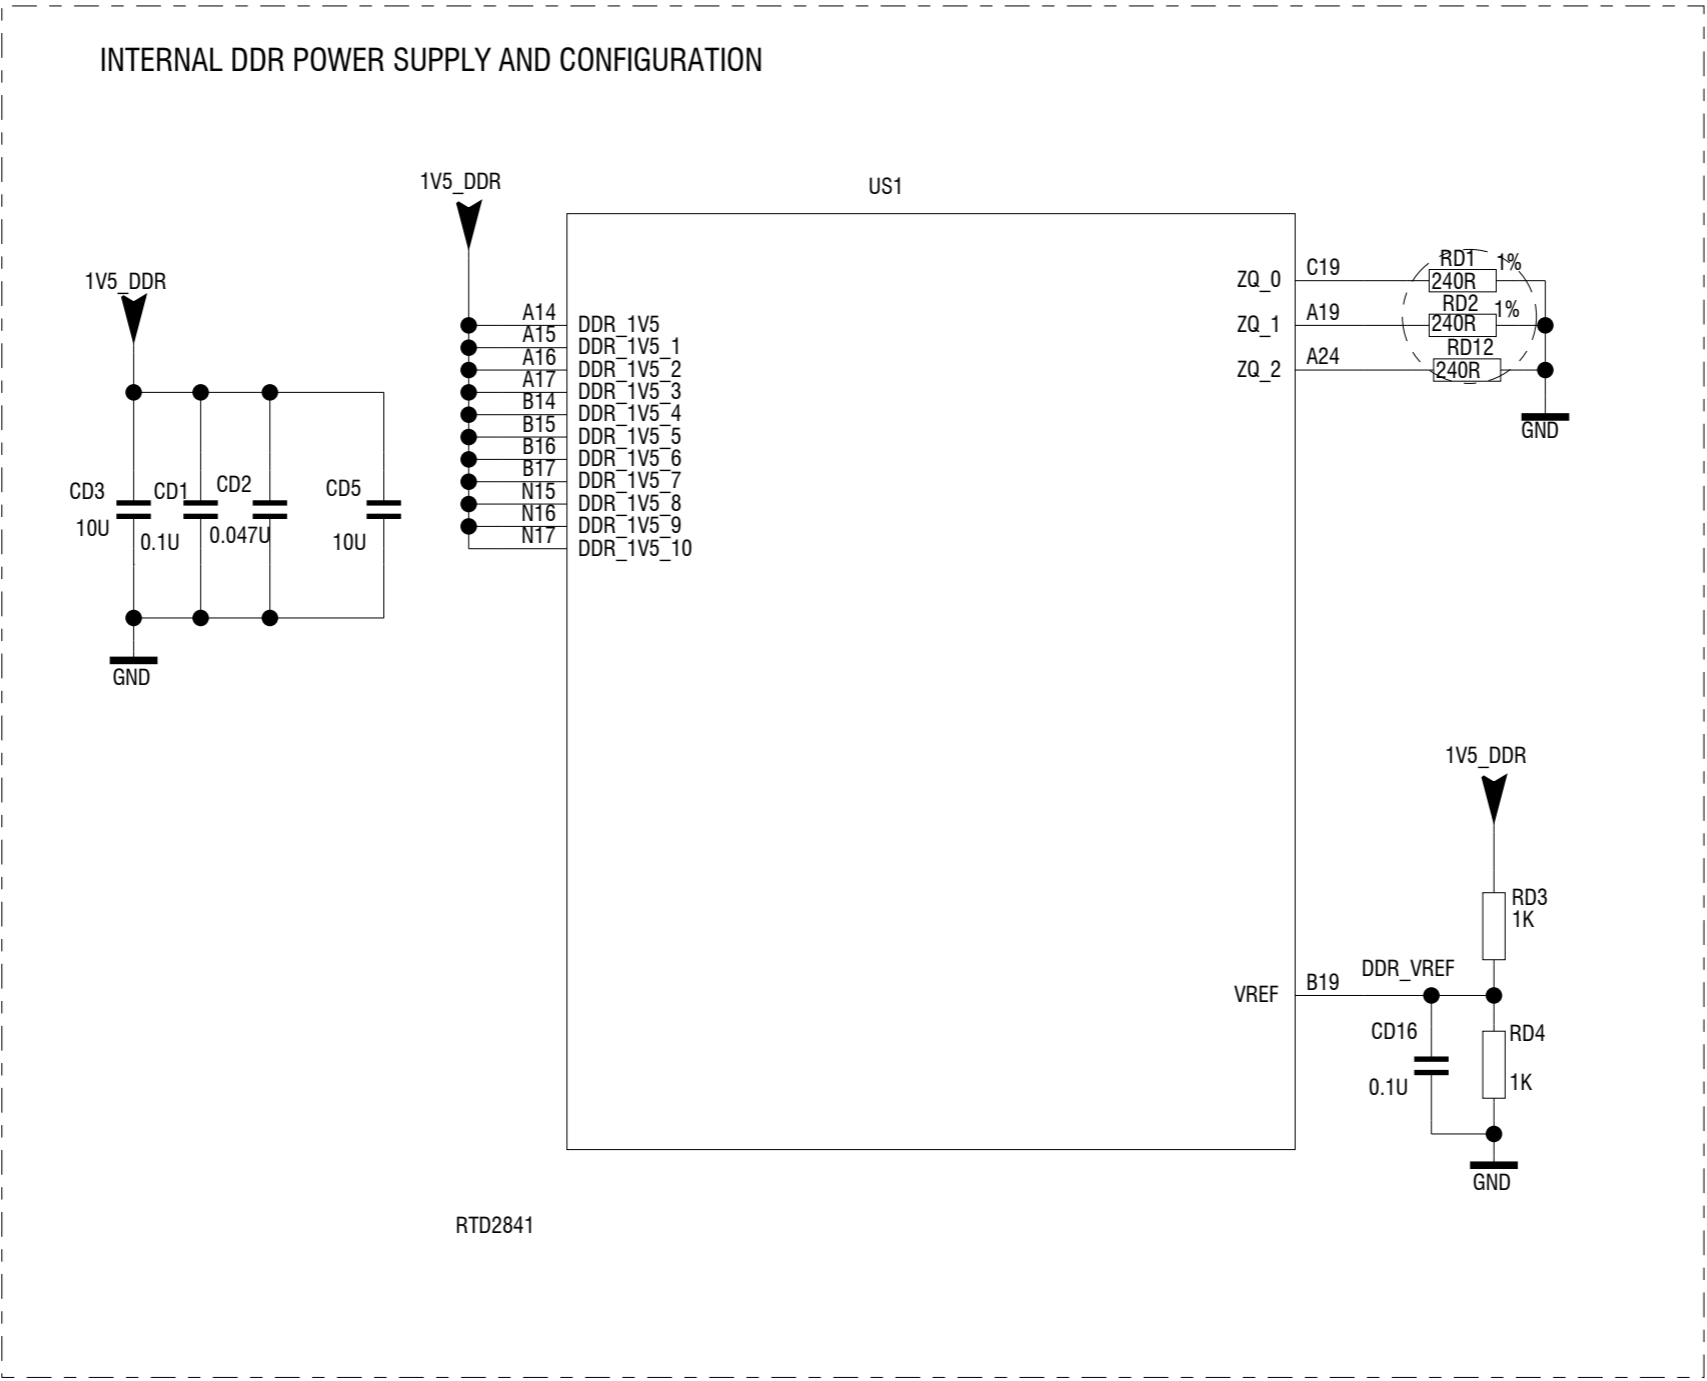 INTERNAL DDR POWER SUPPLY AND CONFIGURATION
1V5_DDR
US1
1V5_DDR
A14 DDR_1V5
A15 DDR_1V5_1
A16 DDR_1V5_2
A17 DDR_1V5_3
B14 DDR_1V5_4
B15 DDR_1V5_5
B16 DDR_1V5_6
B17 DDR_1V5_7
N15 DDR_1V5_8
N16 DDR_1V5_9
N17 DDR_1V5_10
ZQ_0 C19 RD1 1%
240R
ZQ_1 A19 RD2 1%
240R
ZQ_2 A24 RD12
240R
GND
CD3 CD1 CD2 CD5
10U 0.1U 0.047U 10U
GND
1V5_DDR
RD3
1K
VREF B19 DDR_VREF
CD16 RD4
0.1U 1K
GND
RTD2841